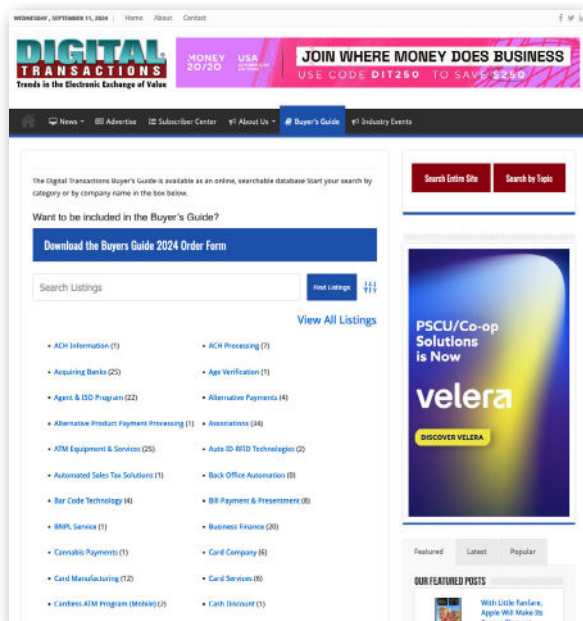 WEDNESDAY, SEPTEMBER 11, 2024 Home About Contact
DIGITAL
TRANSACTIONS
Trends in the Electronic Exchange of Value
MONEY
20/20
USA
JOIN WHERE MONEY DOES BUSINESS
USE CODE DIT250 TO SAVE $250
News Advertise Subscriber Center About Us Buyer's Guide Industry Events
The Digital Transactions Buyer's Guide is available as an online, searchable database Start your search by
category or by company name in the box below.
Want to be included in the Buyer's Guide?
Download the Buyers Guide 2024 Order Form
Search Listings
Find Listings
View All Listings
• ACH Information (1)
• ACH Processing (7)
• Acquiring Banks (25)
• Age Verification (1)
• Agent & ISO Program (22)
• Alternative Payments (4)
• Alternative Product Payment Processing (1)
• Associations (34)
• ATM Equipment & Services (25)
• Auto ID-RFID Technologies (2)
• Automated Sales Tax Solutions (1)
• Back Office Automation (0)
• Bar Code Technology (4)
• Bill Payment & Presentment (8)
• BNPL Service (1)
• Business Finance (20)
• Cannabis Payments (1)
• Card Company (6)
• Card Manufacturing (12)
• Card Services (6)
• Cardless ATM Program (Mobile) (2)
• Cash Discount (1)
Search Entire Site
Search by Topic
PSCU/Co-op
Solutions
is Now
velera
DISCOVER VELERA
Featured Latest Popular
OUR FEATURED POSTS
With Little Fanfare,
Apple Will Make Its